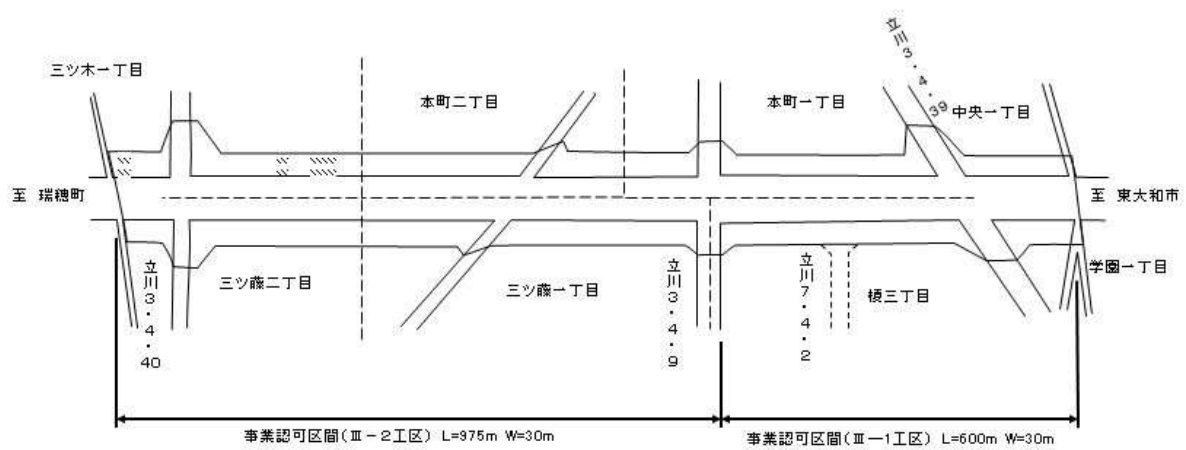 立川3・4・39
三ツ木一丁目
本町二丁目
本町一丁目
中央一丁目
至 瑞穂町
至 東大和市
立川3・4・40
三ツ藤二丁目
三ツ藤一丁目
立川3・4・9
立川7・4・2
榎三丁目
学園一丁目
事業認可区間(Ⅲ-2工区) L=975m W=30m
事業認可区間(Ⅲ-1工区) L=600m W=30m